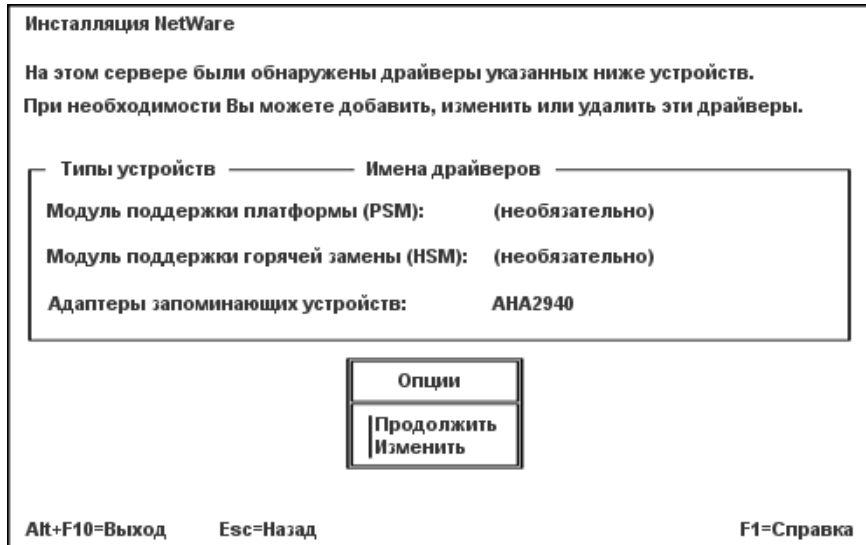 Инсталляция NetWare
На этом сервере были обнаружены драйверы указанных ниже устройств.
При необходимости Вы можете добавить, изменить или удалить эти драйверы.
Типы устройств Имена драйверов
Модуль поддержки платформы (PSM): (необязательно)
Модуль поддержки горячей замены (HSM): (необязательно)
Адаптеры запоминающих устройств: AHA2940
Опции
Продолжить
Изменить
Alt+F10=Выход Esc=Назад F1=Справка